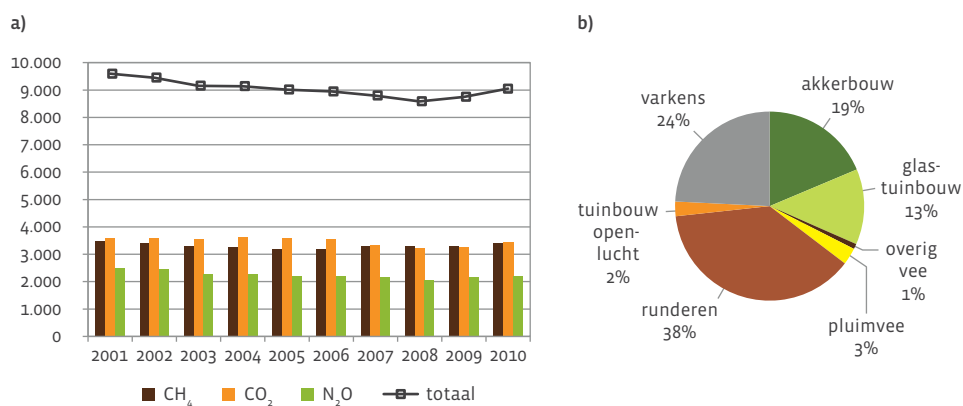 a)
10.000
9.000
8.000
7.000
6.000
5.000
4.000
3.000
2.000
1.000
0
2001 2002 2003 2004 2005 2006 2007 2008 2009 2010
CH₄ CO₂ N₂O totaal
b)
akkerbouw
19%
glas-
tuinbouw
13%
overig
vee
1%
pluimvee
3%
runderen
38%
tuinbouw
open-
lucht
2%
varkens
24%